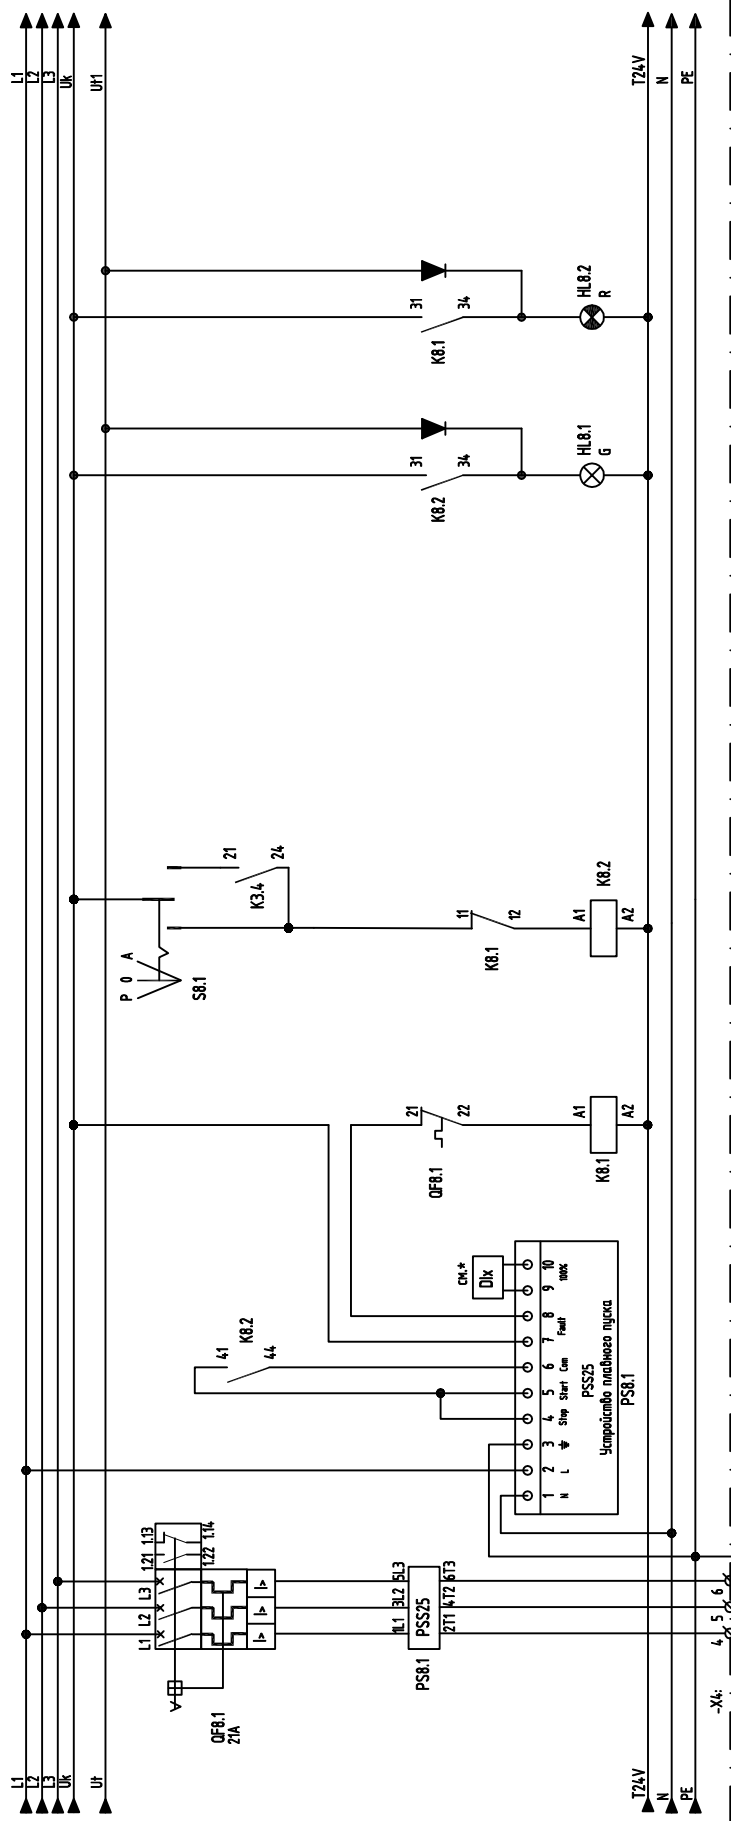 L1
L2
L3
Uk
Ut1
T24V
N
PE
31
34
K8.1
HL8.2
R
31
34
K8.2
HL8.1
G
21
24
K3.4
P 0 A
S8.1
11
12
K8.1
A1
A2
K8.2
21
22
QF8.1
A1
A2
K8.1
41
44
K8.2
см.*
DIx
1 2 3 4 5 6 7 8 9 10
N L Stop Start Com Fault 100%
PSS25
Устройство плавного пуска
PS8.1
1.13
1.14
1.21
1.22
L3
L2
L1
I>
I>
I>
QF8.1
21A
1L1 3L2 5L3
PSS25
2T1 4T2 6T3
PS8.1
4 5 6
-X4:
L1
L2
L3
Uk
Ut
T24V
N
PE